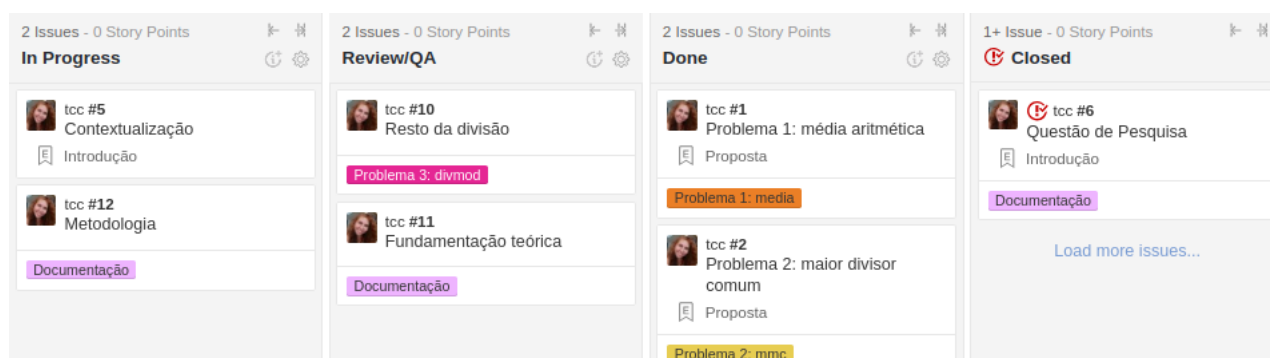 2 Issues - 0 Story Points
In Progress
tcc #5
Contextualização
Introdução
tcc #12
Metodologia
Documentação
2 Issues - 0 Story Points
Review/QA
tcc #10
Resto da divisão
Problema 3: divmod
tcc #11
Fundamentação teórica
Documentação
2 Issues - 0 Story Points
Done
tcc #1
Problema 1: média aritmética
Proposta
Problema 1: media
tcc #2
Problema 2: maior divisor
comum
Proposta
Problema 2: mmc
1+ Issue - 0 Story Points
Closed
tcc #6
Questão de Pesquisa
Introdução
Documentação
Load more issues...